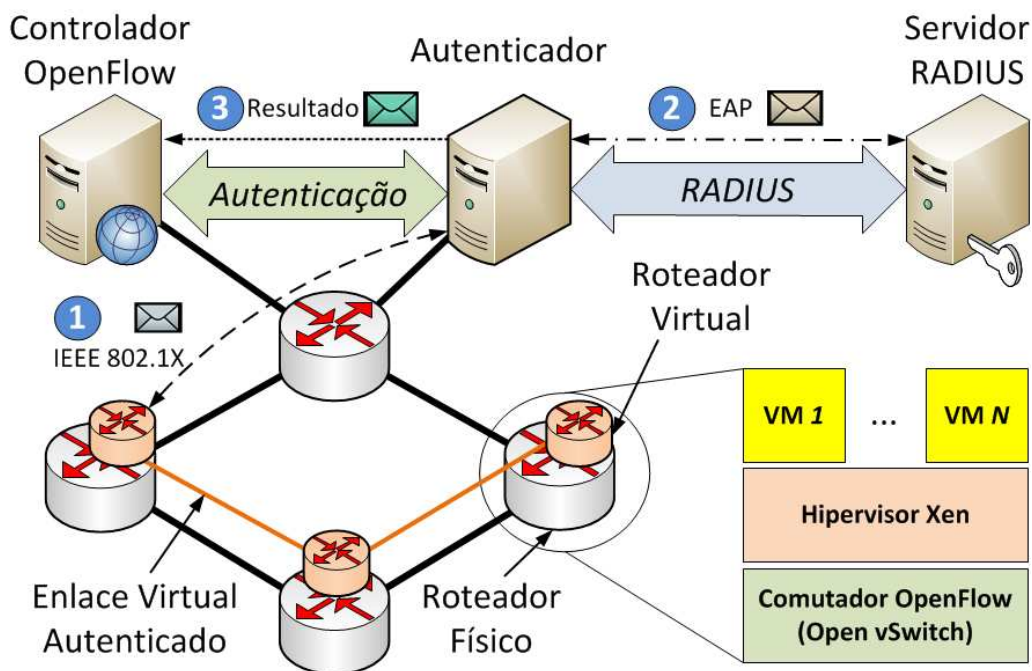 Controlador
OpenFlow
Autenticador
Servidor
RADIUS
3 Resultado
2 EAP
Autenticação
RADIUS
1
IEEE 802.1X
Roteador
Virtual
VM 1 ... VM N
Hipervisor Xen
Enlace Virtual
Autenticado
Roteador
Físico
Comutador OpenFlow
(Open vSwitch)